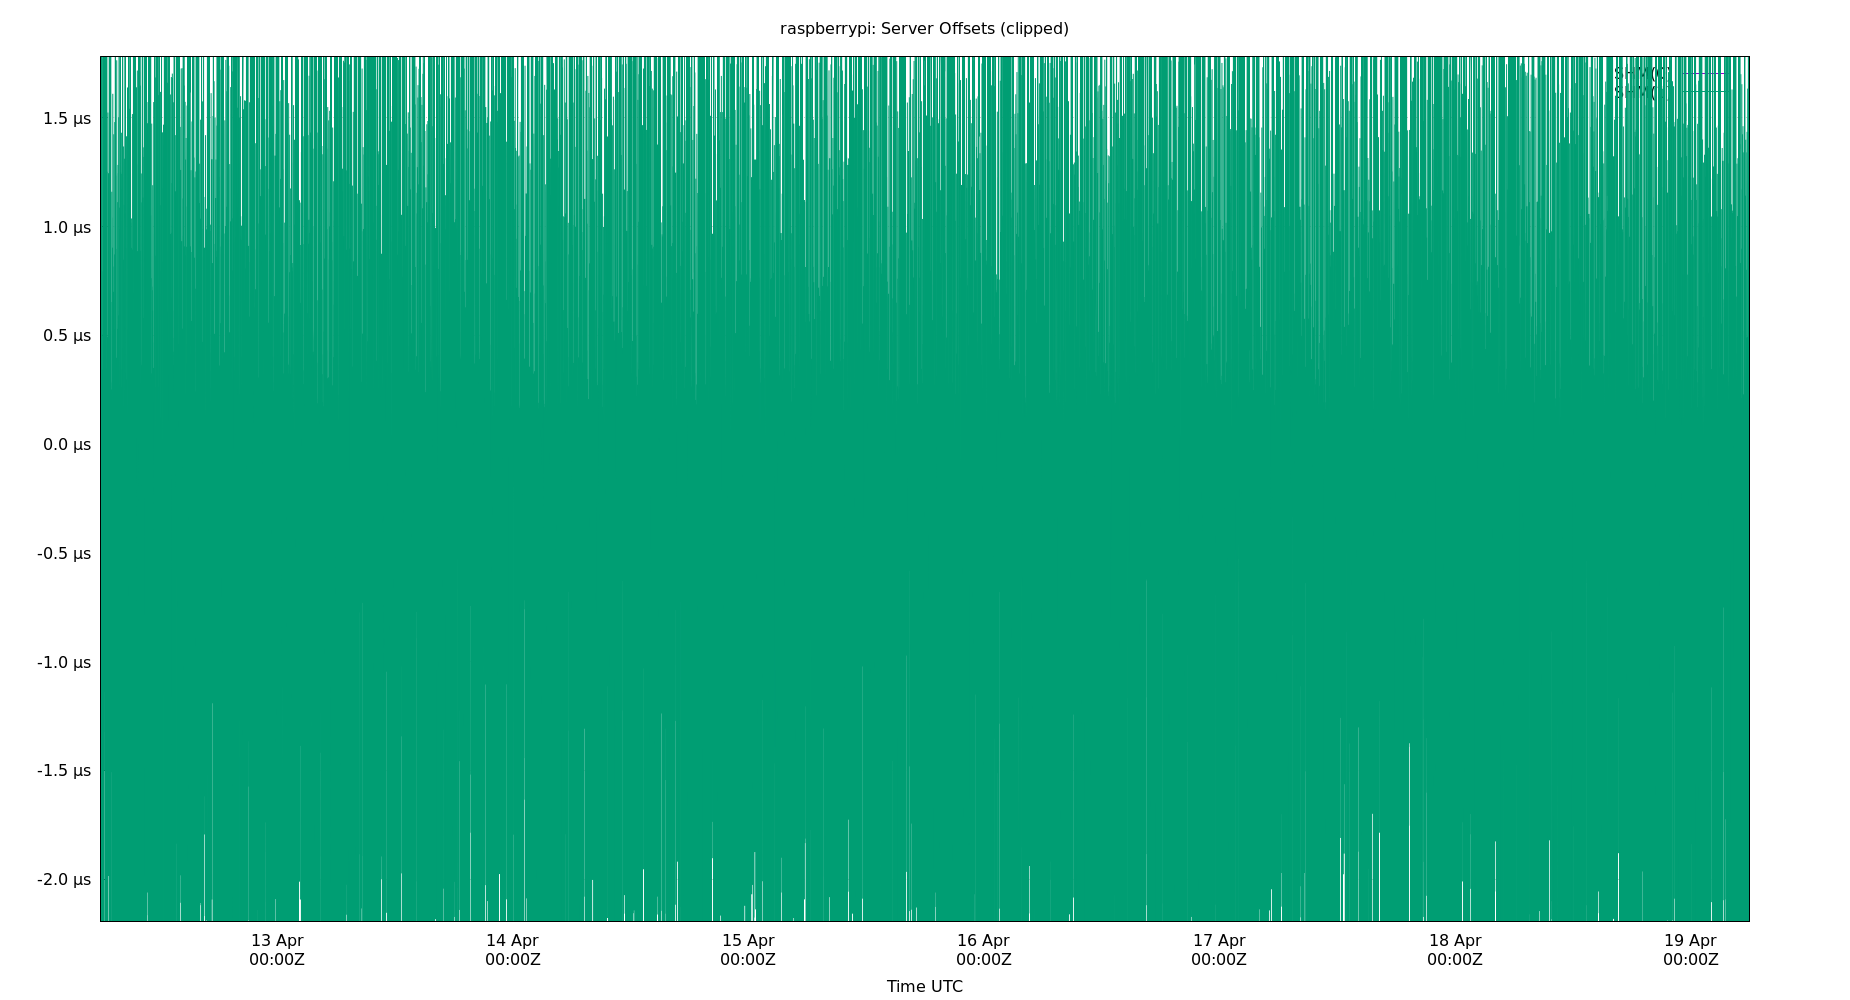 raspberrypi: Server Offsets (clipped)
1.5 µs
1.0 µs
0.5 µs
0.0 µs
-0.5 µs
-1.0 µs
-1.5 µs
-2.0 µs
13 Apr
00:00Z
14 Apr
00:00Z
15 Apr
00:00Z
16 Apr
00:00Z
17 Apr
00:00Z
18 Apr
00:00Z
19 Apr
00:00Z
Time UTC